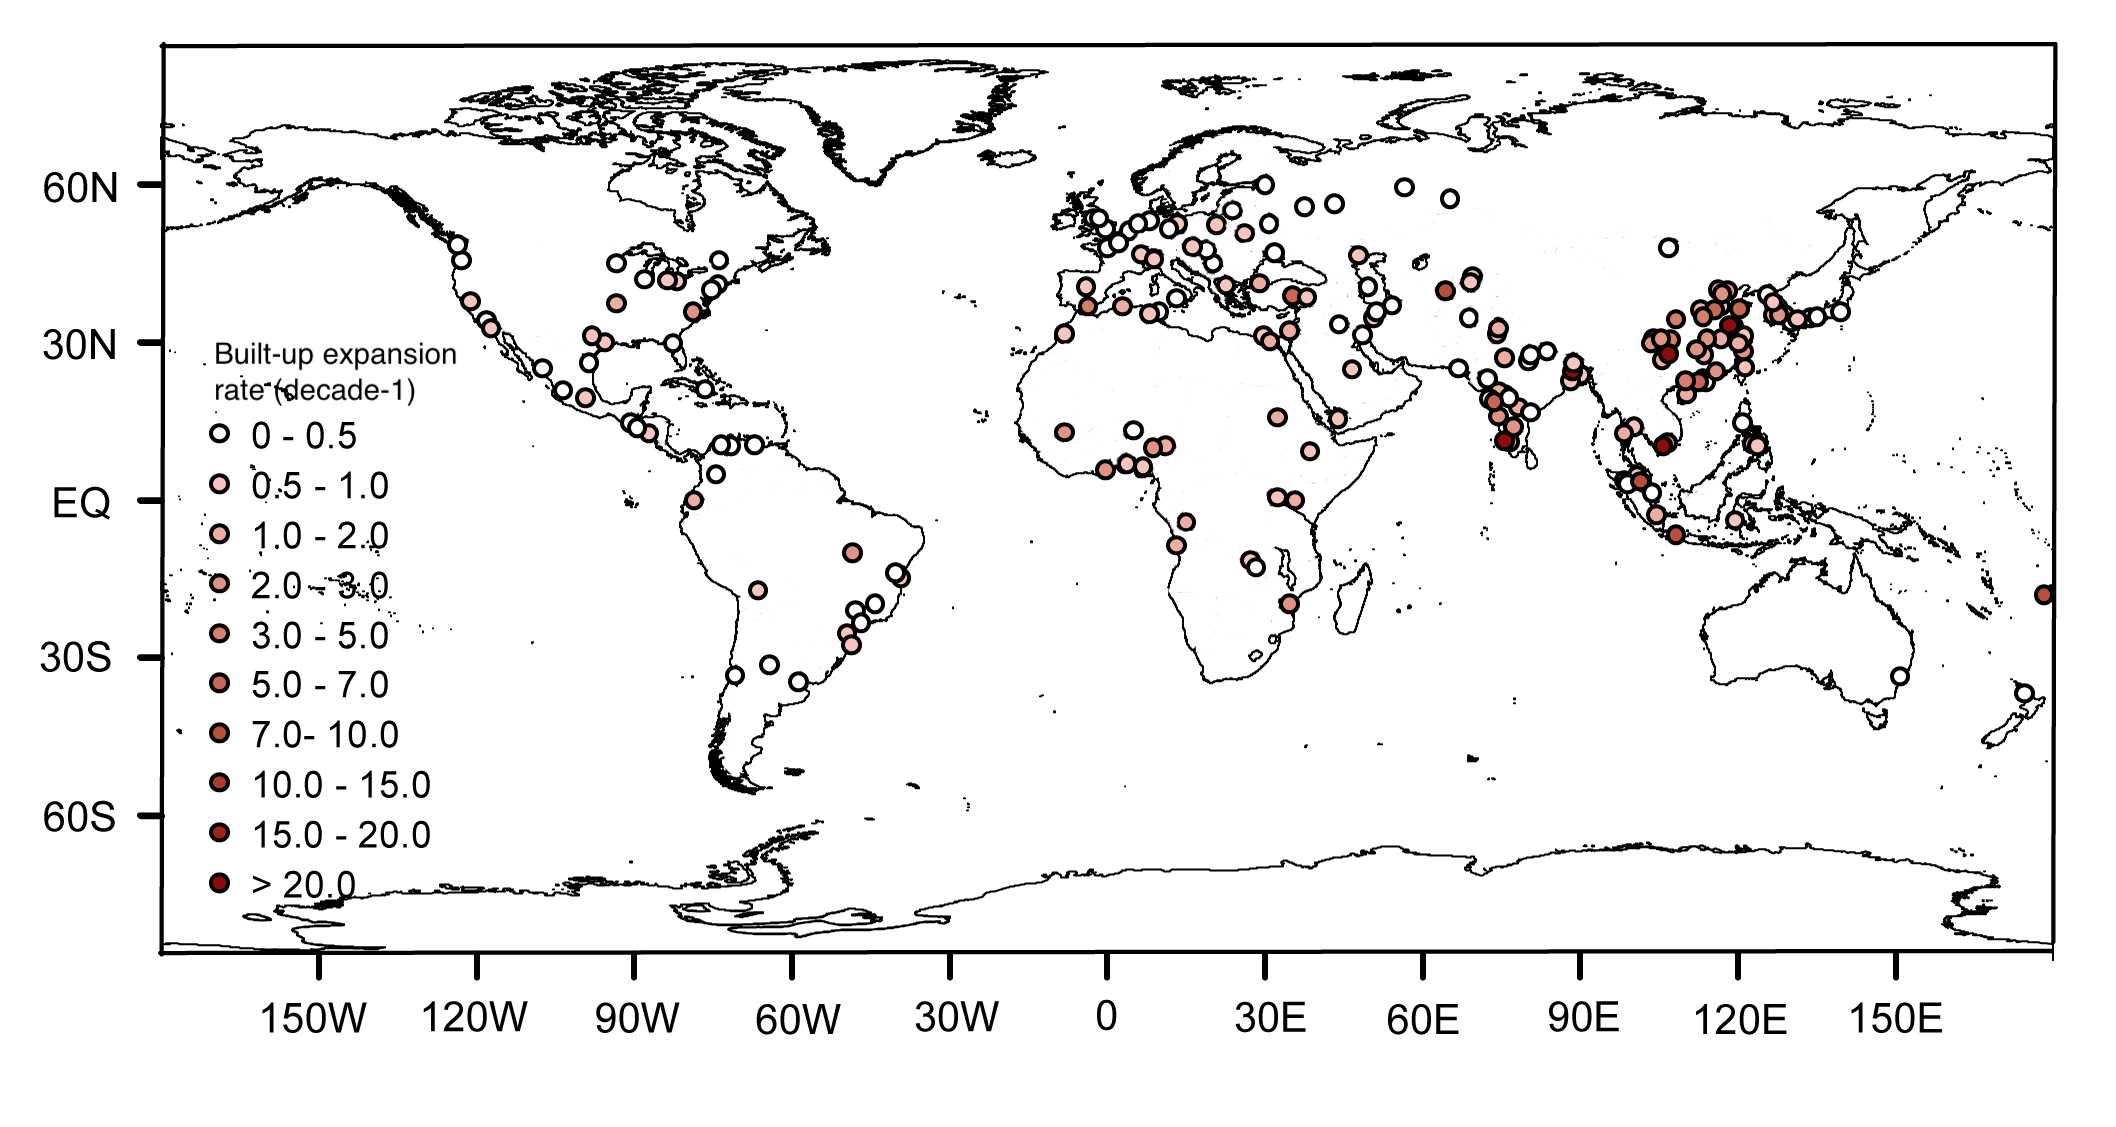 60N
30N
EQ
30S
60S
Built-up expansion
rate (decade-1)
0 - 0.5
0.5 - 1.0
1.0 - 2.0
2.0 - 3.0
3.0 - 5.0
5.0 - 7.0
7.0- 10.0
10.0 - 15.0
15.0 - 20.0
> 20.0
150W 120W 90W 60W 30W 0 30E 60E 90E 120E 150E